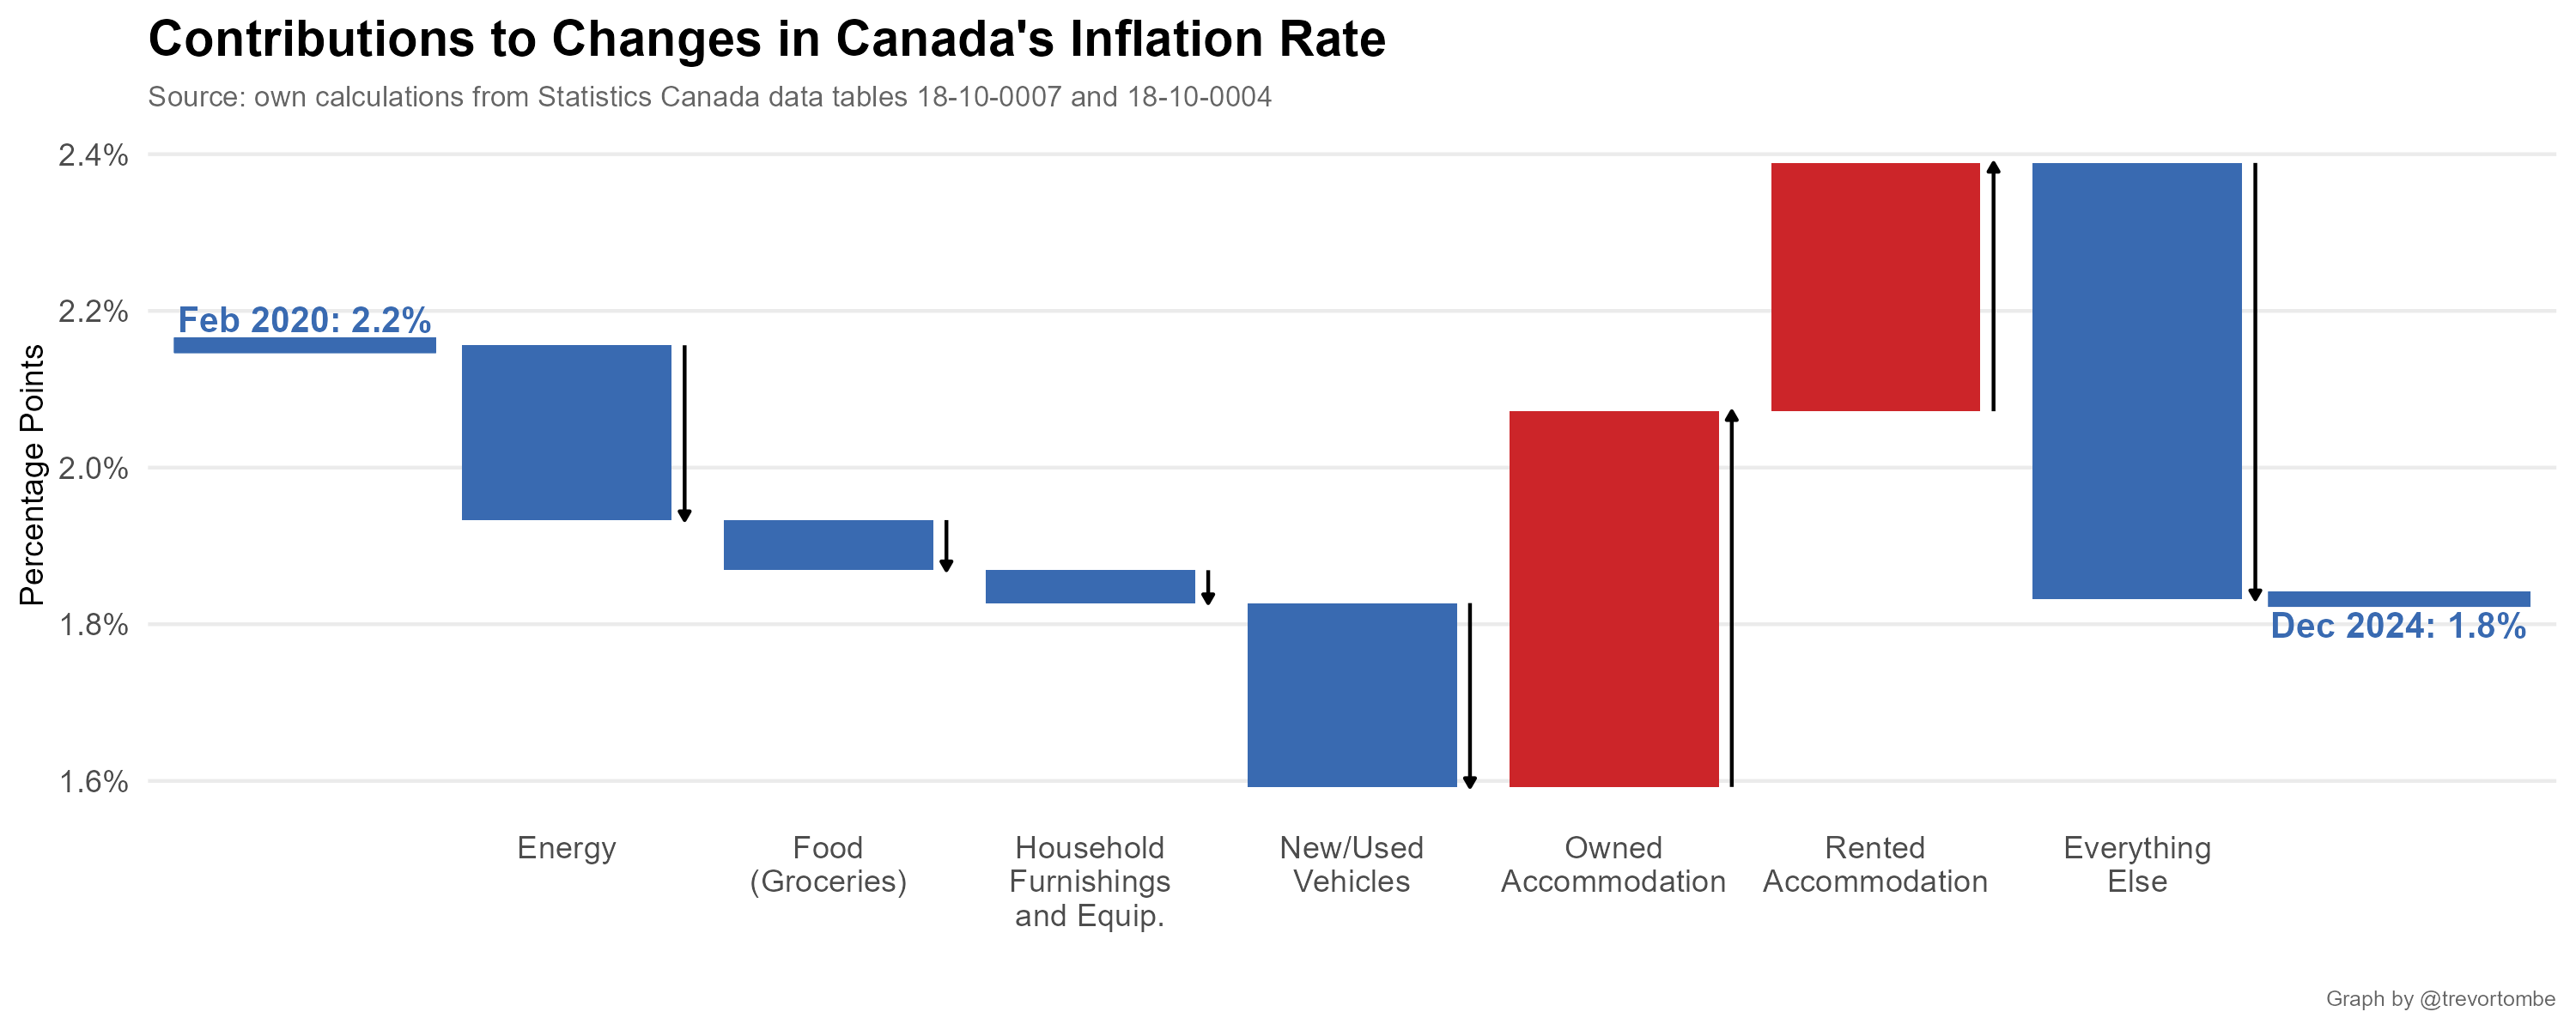 Contributions to Changes in Canada's Inflation Rate
Source: own calculations from Statistics Canada data tables 18-10-0007 and 18-10-0004
Percentage Points
2.4%
2.2%
2.0%
1.8%
1.6%
Feb 2020: 2.2%
Dec 2024: 1.8%
Energy
Food
(Groceries)
Household
Furnishings
and Equip.
New/Used
Vehicles
Owned
Accommodation
Rented
Accommodation
Everything
Else
Graph by @trevortombe